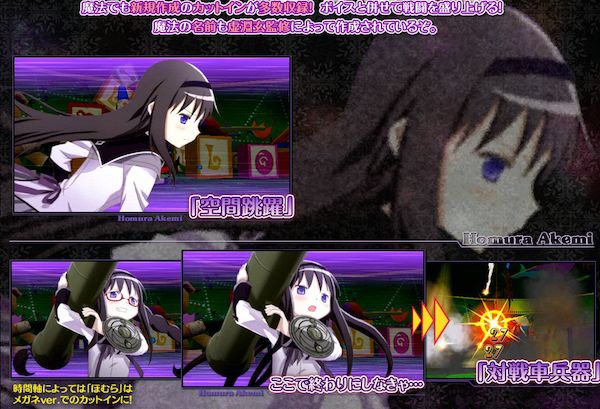 魔法でも新規作成のカットインが多数収録! ボイスと併せて戦闘を盛り上げる!
魔法の名前も虚淵玄監修によって作成されているぞ。
「空間跳躍」
Homura Akemi
Homura Akemi
時間軸によっては「ほむら」は
メガネver.でのカットインに!
Homura Akemi
ここで終わりにしなきゃ…
27
27
「対戦車兵器」